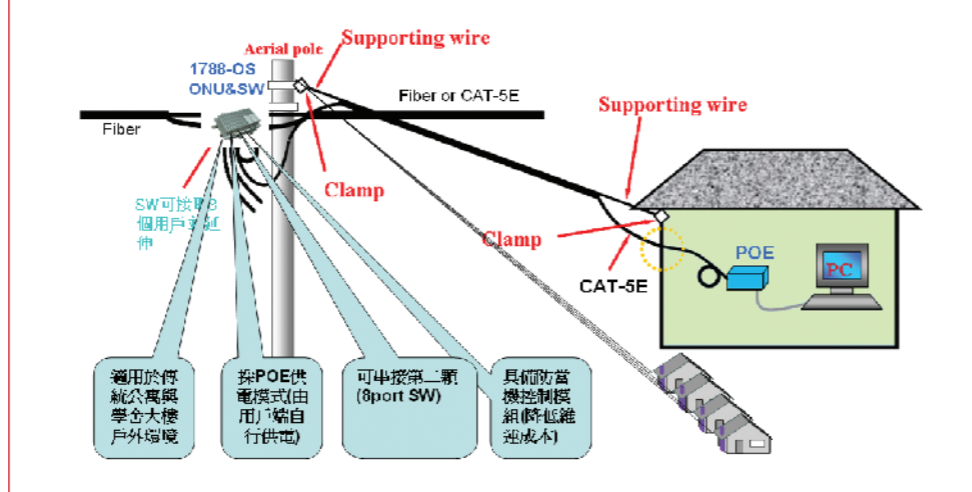 Aerial pole
Supporting wire
1788-OS
ONU&SW
Fiber or CAT-5E
Supporting wire
Fiber
Clamp
SW可接取8
個用戶
延
伸
Clamp
POE
PC
CAT-5E
適用於傳
統公寓與
學舍大樓
戶外環境
採POE供
電模式(由
用戶端自
行供電)
可串接第二顆
(8port SW)
具備防當
機控制模
組(降低維
運成本)